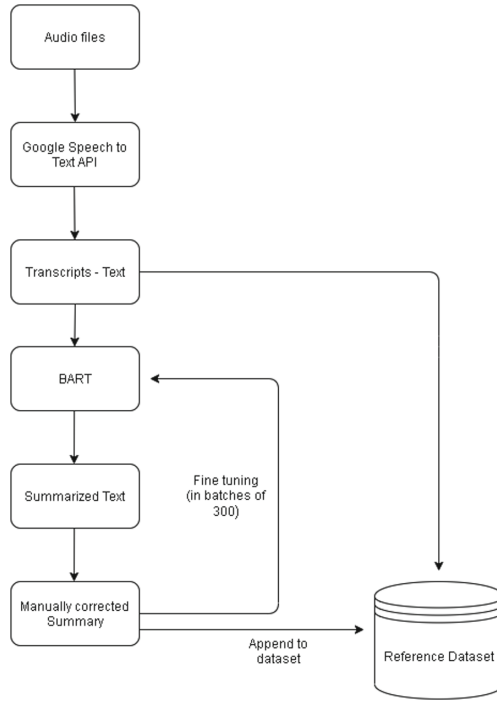 Audio files
Google Speech to
Text API
Transcripts - Text
BART
Summarized Text
Fine tuning
(in batches of
300)
Manually corrected
Summary
Append to
dataset
Reference Dataset